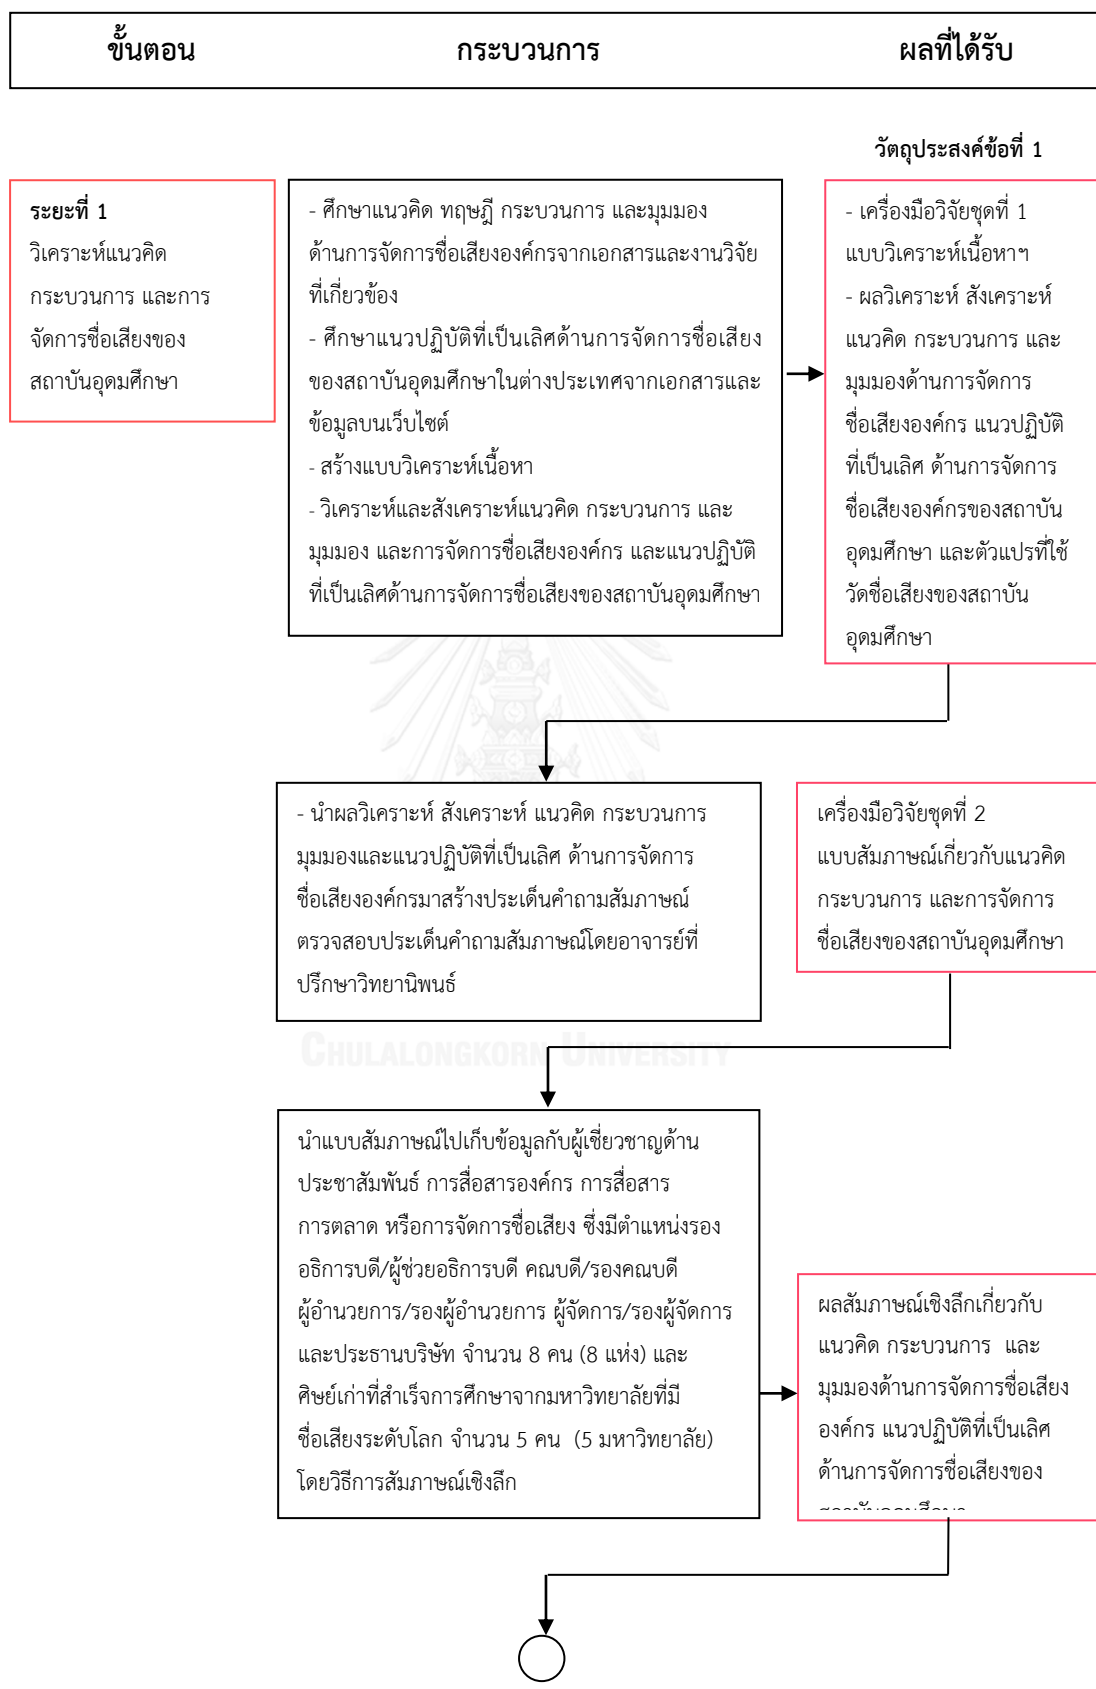 ขั้นตอน กระบวนการ ผลที่ได้รับ
วัตถุประสงค์ข้อที่ 1
ระยะที่ 1
วิเคราะห์แนวคิด
กระบวนการ และการ
จัดการชื่อเสียงของ
สถาบันอุดมศึกษา
- ศึกษาแนวคิด ทฤษฎี กระบวนการ และมุมมอง
ด้านการจัดการชื่อเสียงองค์กรจากเอกสารและงานวิจัย
ที่เกี่ยวข้อง
- ศึกษาแนวปฏิบัติที่เป็นเลิศด้านการจัดการชื่อเสียง
ของสถาบันอุดมศึกษาในต่างประเทศจากเอกสารและ
ข้อมูลบนเว็บไซต์
- สร้างแบบวิเคราะห์เนื้อหา
- วิเคราะห์และสังเคราะห์แนวคิด กระบวนการ และ
มุมมอง และการจัดการชื่อเสียงองค์กร และแนวปฏิบัติ
ที่เป็นเลิศด้านการจัดการชื่อเสียงของสถาบันอุดมศึกษา
- เครื่องมือวิจัยชุดที่ 1
แบบวิเคราะห์เนื้อหาฯ
- ผลวิเคราะห์ สังเคราะห์
แนวคิด กระบวนการ และ
มุมมองด้านการจัดการ
ชื่อเสียงองค์กร แนวปฏิบัติ
ที่เป็นเลิศ ด้านการจัดการ
ชื่อเสียงองค์กรของสถาบัน
อุดมศึกษา และตัวแปรที่ใช้
วัดชื่อเสียงของสถาบัน
อุดมศึกษา
- นำผลวิเคราะห์ สังเคราะห์ แนวคิด กระบวนการ
มุมมองและแนวปฏิบัติที่เป็นเลิศ ด้านการจัดการ
ชื่อเสียงองค์กรมาสร้างประเด็นคำถามสัมภาษณ์
ตรวจสอบประเด็นคำถามสัมภาษณ์โดยอาจารย์ที่
ปรึกษาวิทยานิพนธ์
เครื่องมือวิจัยชุดที่ 2
แบบสัมภาษณ์เกี่ยวกับแนวคิด
กระบวนการ และการจัดการ
ชื่อเสียงของสถาบันอุดมศึกษา
CHULALONGKORN UNIVERSITY
นำแบบสัมภาษณ์ไปเก็บข้อมูลกับผู้เชี่ยวชาญด้าน
ประชาสัมพันธ์ การสื่อสารองค์กร การสื่อสาร
การตลาด หรือการจัดการชื่อเสียง ซึ่งมีตำแหน่งรอง
อธิการบดี/ผู้ช่วยอธิการบดี คณบดี/รองคณบดี
ผู้อำนวยการ/รองผู้อำนวยการ ผู้จัดการ/รองผู้จัดการ
และประธานบริษัท จำนวน 8 คน (8 แห่ง) และ
ศิษย์เก่าที่สำเร็จการศึกษาจากมหาวิทยาลัยที่มี
ชื่อเสียงระดับโลก จำนวน 5 คน (5 มหาวิทยาลัย)
โดยวิธีการสัมภาษณ์เชิงลึก
ผลสัมภาษณ์เชิงลึกเกี่ยวกับ
แนวคิด กระบวนการ และ
มุมมองด้านการจัดการชื่อเสียง
องค์กร แนวปฏิบัติที่เป็นเลิศ
ด้านการจัดการชื่อเสียงของ